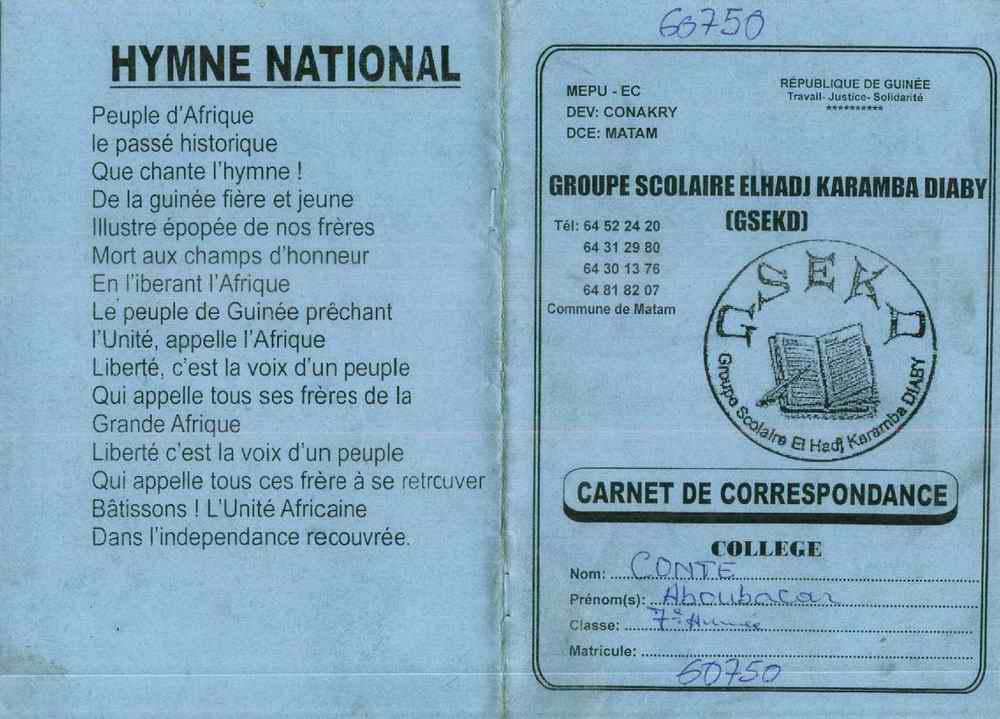 HYMNE NATIONAL
Peuple d'Afrique
le passé historique
Que chante l'hymne !
De la guinée fière et jeune
Illustre épopée de nos frères
Mort aux champs d'honneur
En l'iberant l'Afrique
Le peuple de Guinée prêchant
l'Unité, appelle l'Afrique
Liberté, c'est la voix d'un peuple
Qui appelle tous ses frères de la
Grande Afrique
Liberté c'est la voix d'un peuple
Qui appelle tous ces frère à se retrouver
Bâtissons ! L'Unité Africaine
Dans l'independance recouvrée.
60750
MEPU - EC
DEV: CONAKRY
DCE: MATAM
RÉPUBLIQUE DE GUINÉE
Travail- Justice- Solidarité
**********
GROUPE SCOLAIRE ELHADJ KARAMBA DIABY
(GSEKD)
Tél: 64 52 24 20
64 31 29 80
64 30 13 76
64 81 82 07
Commune de Matam
GSEKD
Groupe Scolaire El Hadj Karamba DIABY
CARNET DE CORRESPONDANCE
COLLEGE
Nom: CONTE
Prénom(s): Aboubacar
Classe: 7e Année
Matricule:
60750